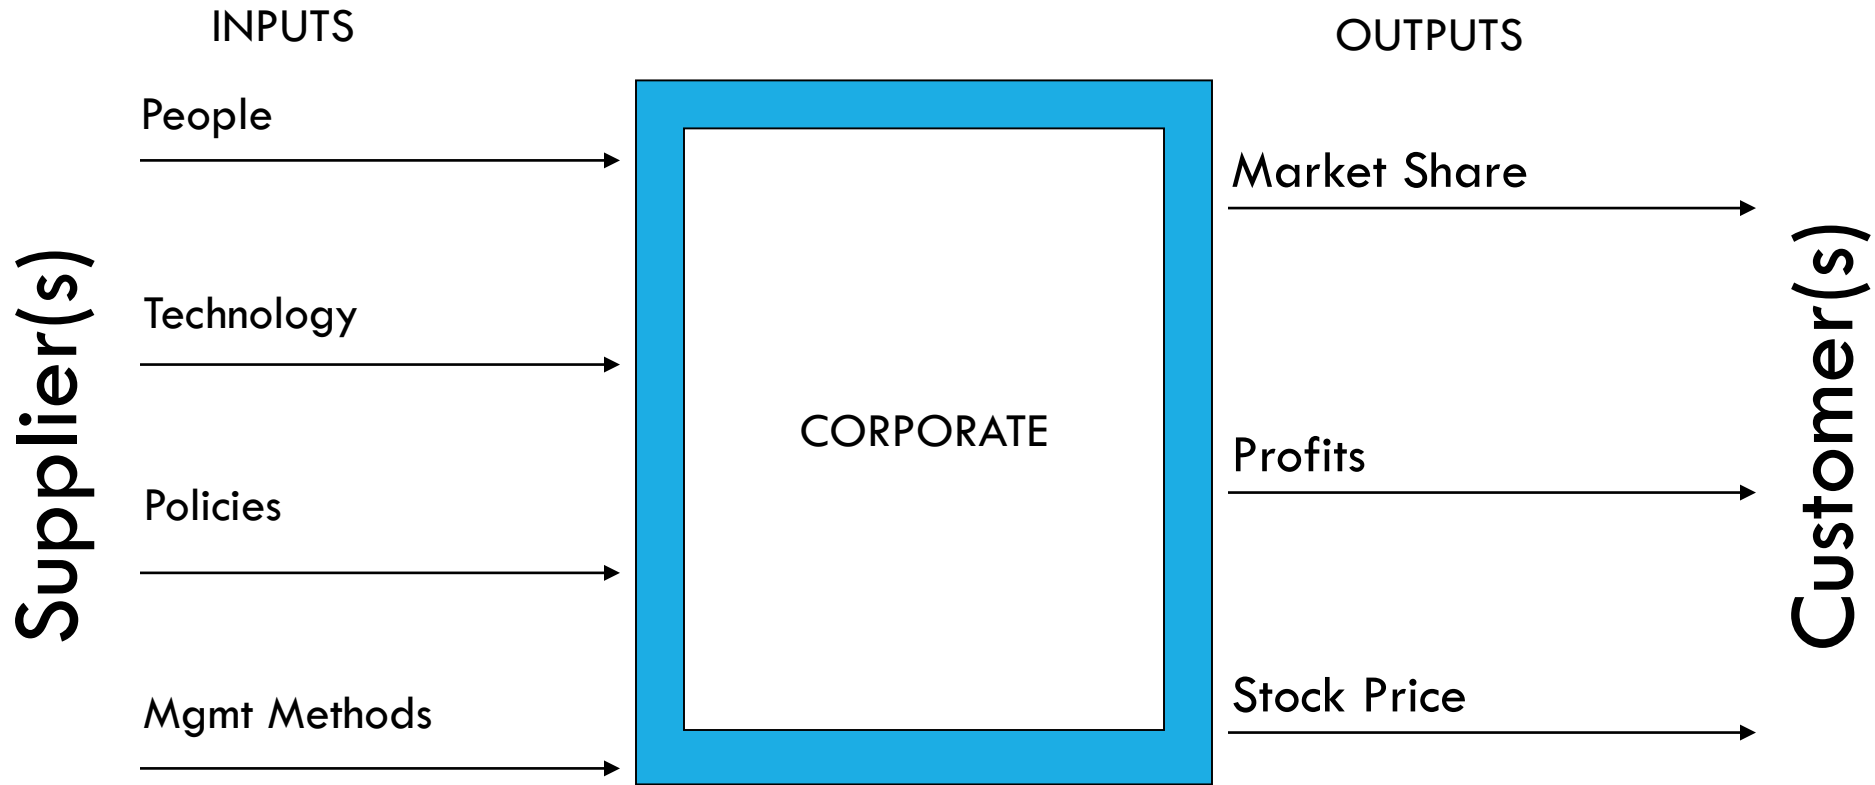 INPUTS
OUTPUTS
People
Market Share
Technology
Supplier(s)
Customer(s)
CORPORATE
Profits
Policies
Mgmt Methods
Stock Price